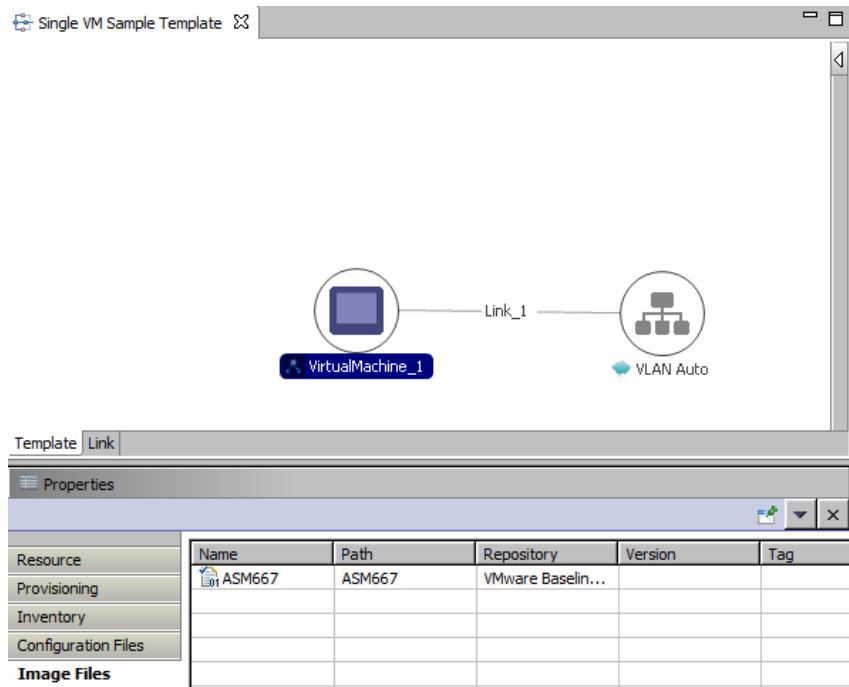 Single VM Sample Template
Link_1
VirtualMachine_1
VLAN Auto
Template Link
Properties
Resource
Provisioning
Inventory
Configuration Files
Image Files
Name Path Repository Version Tag
ASM667 ASM667 VMware Baselin...